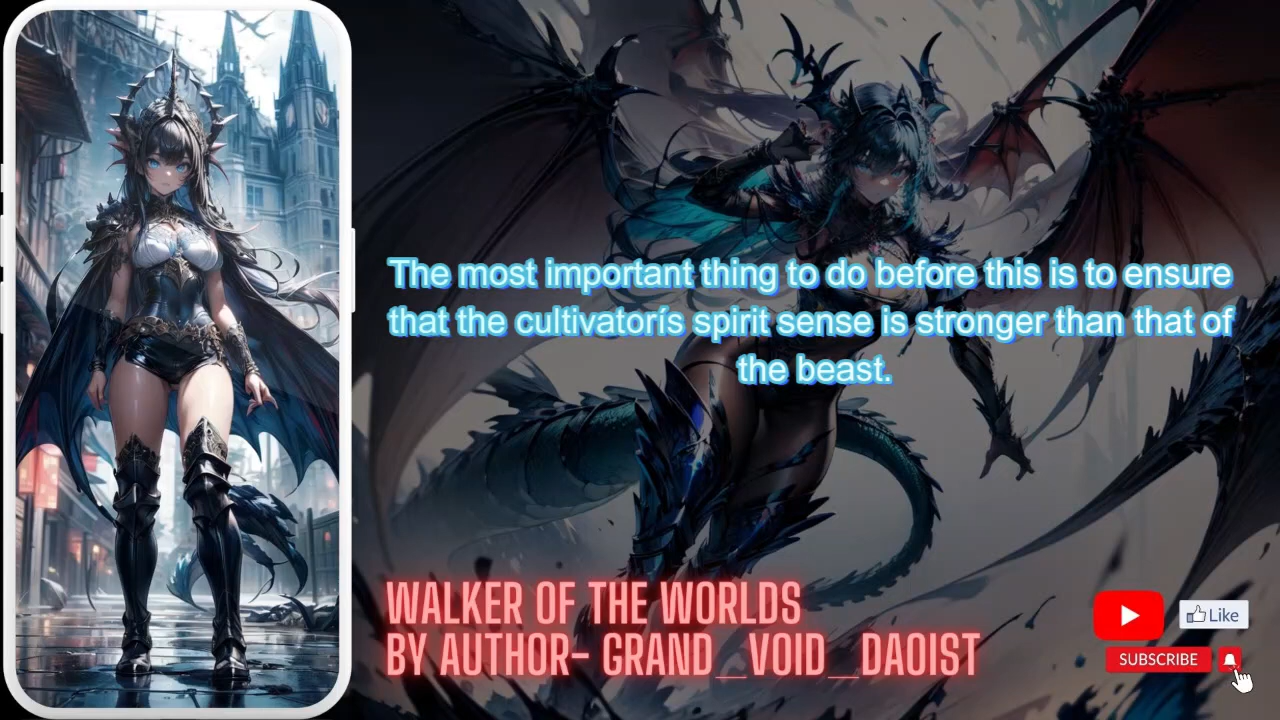 The most important thing to do before this is to ensure
that the cultivatorís spirit sense is stronger than that of
the beast.
WALKER OF THE WORLDS
BY AUTHOR- GRAND_VOID_DAOIST
Like
SUBSCRIBE